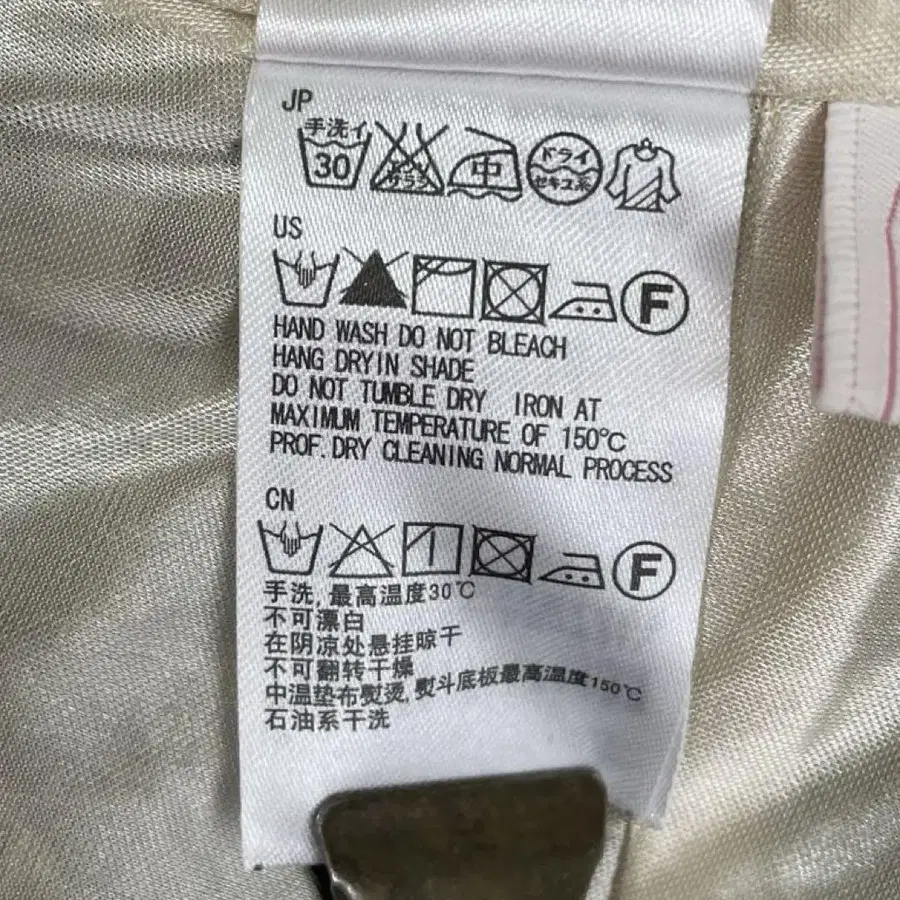 JP
手洗イ
30
エンソ
サラシ
中
ドライ
セキユ系
US
F
HAND WASH DO NOT BLEACH
HANG DRYIN SHADE
DO NOT TUMBLE DRY IRON AT
MAXIMUM TEMPERATURE OF 150℃
PROF.DRY CLEANING NORMAL PROCESS
CN
F
手洗,最高温度30℃
不可漂白
在阴凉处悬挂晾干
不可翻转干燥
中温垫布熨烫,熨斗底板最高温度150℃
石油系干洗